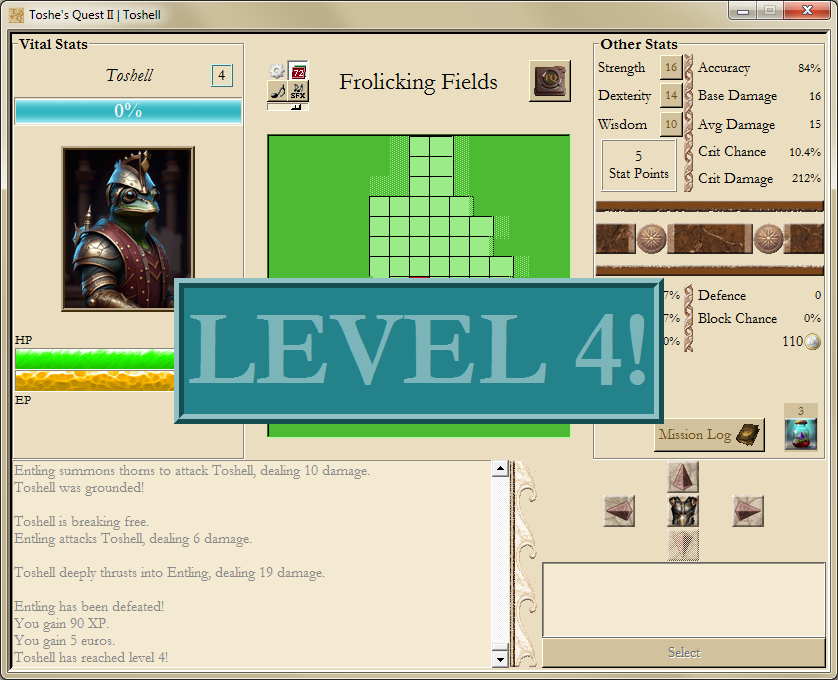 Toshe's Quest II | Toshell
Vital Stats
Toshell
4
0%
HP
EP
72
SFX
Frolicking Fields
TQ
Other Stats
Strength 16
Dexterity 14
Wisdom 10
5
Stat Points
Accuracy 84%
Base Damage 16
Avg Damage 15
Crit Chance 10.4%
Crit Damage 212%
7% Defence 0
7% Block Chance 0%
0% 110
LEVEL 4!
Mission Log
3
Entling summons thorns to attack Toshell, dealing 10 damage.
Toshell was grounded!
Toshell is breaking free.
Entling attacks Toshell, dealing 6 damage.
Toshell deeply thrusts into Entling, dealing 19 damage.
Entling has been defeated!
You gain 90 XP.
You gain 5 euros.
Toshell has reached level 4!
Select